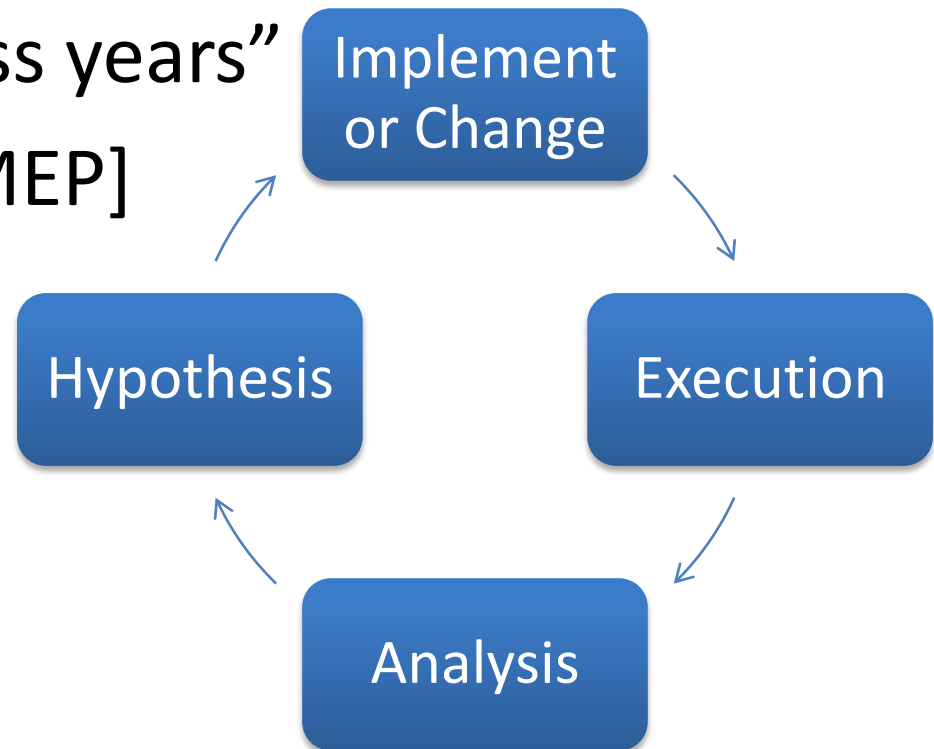 ss years”
MEP]
Implement
or Change
Hypothesis
Execution
Analysis